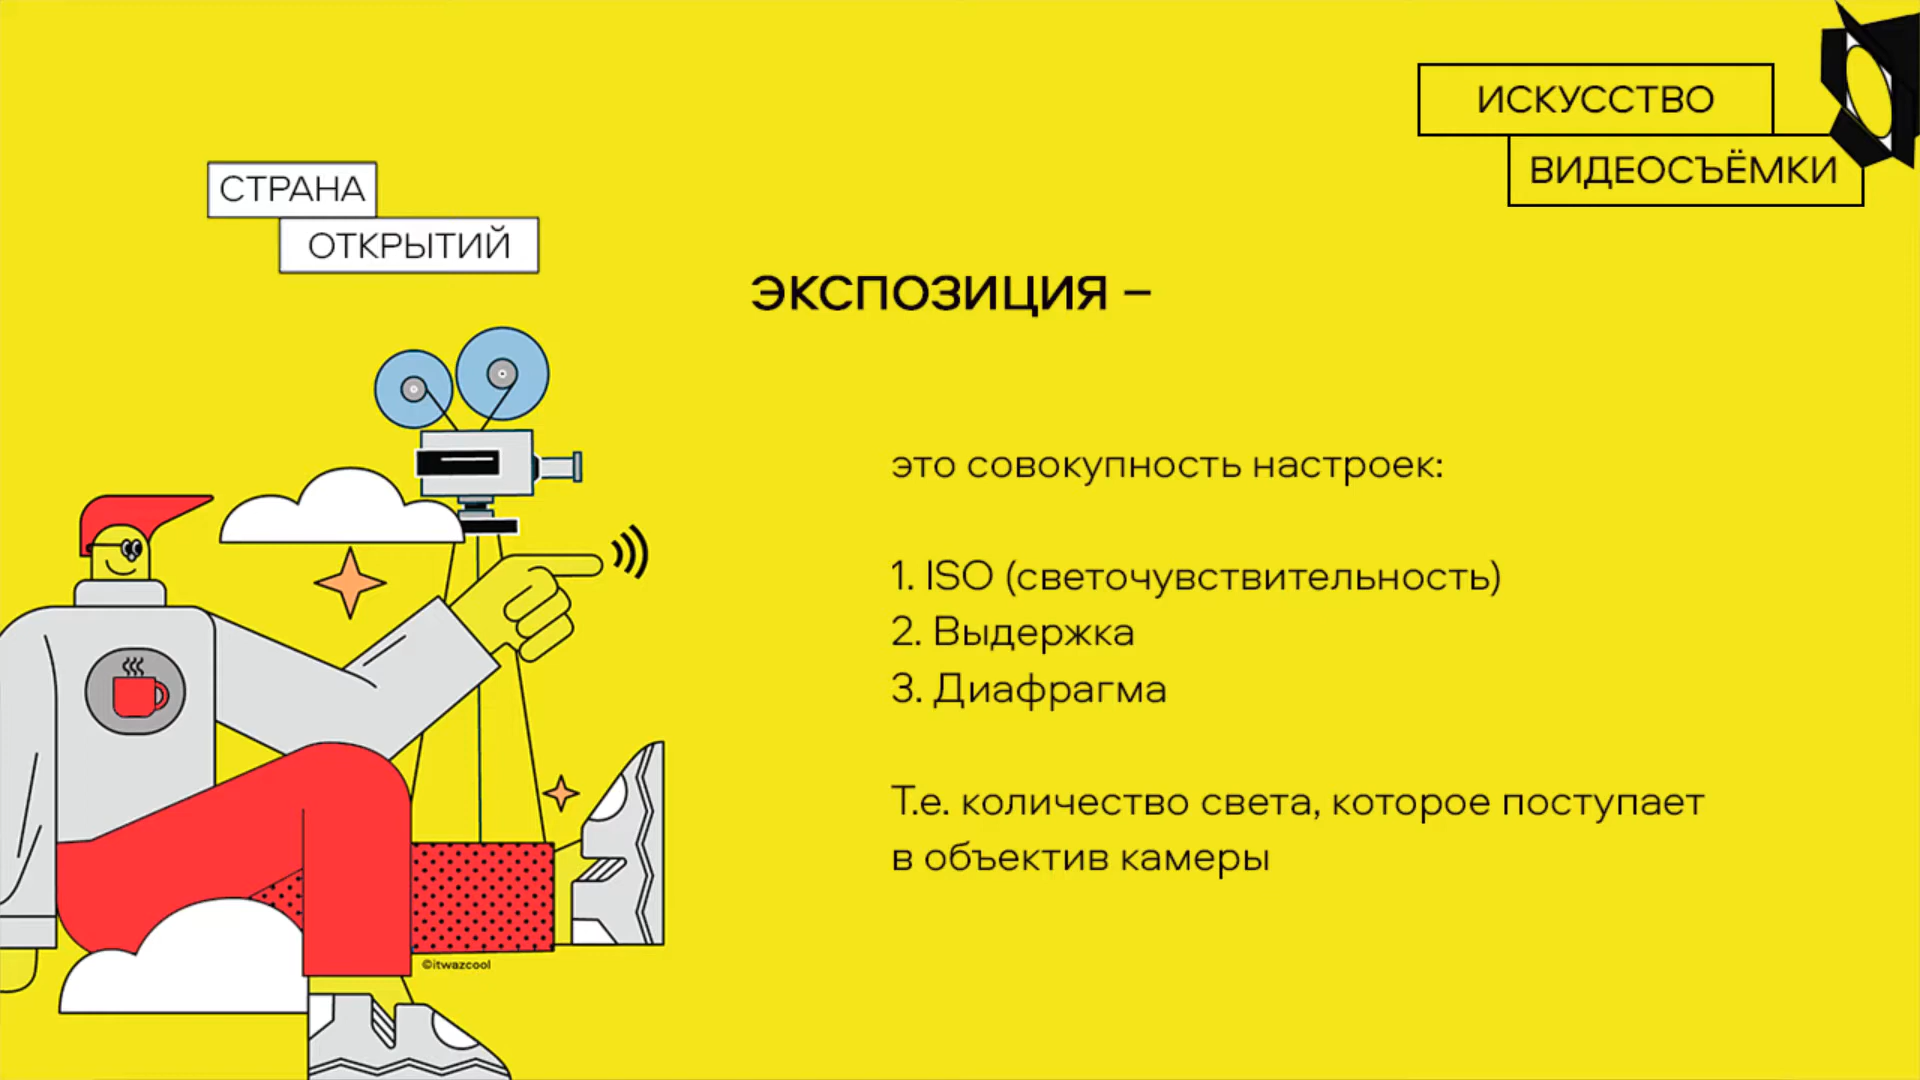 ИСКУССТВО
ВИДЕОСЪЁМКИ
СТРАНА
ОТКРЫТИЙ
ЭКСПОЗИЦИЯ –
это совокупность настроек:
1. ISO (светочувствительность)
2. Выдержка
3. Диафрагма
Т.е. количество света, которое поступает
в объектив камеры
©itwazcool